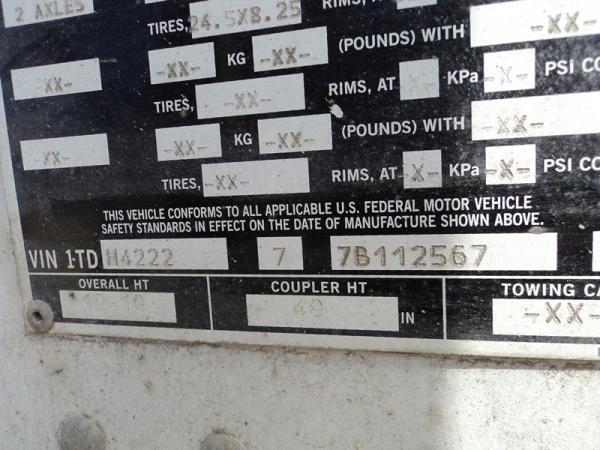 2 AXLES
TIRES, 24.5X8.25 RIMS, A
-XX- -XX- KG -XX- (POUNDS) WITH -XX-
TIRES, -XX- RIMS, AT -X- KPa -X- PSI CO
-XX- -XX- KG -XX- (POUNDS) WITH -XX-
TIRES, -XX- RIMS, AT -X- KPa -X- PSI CO
THIS VEHICLE CONFORMS TO ALL APPLICABLE U.S. FEDERAL MOTOR VEHICLE
SAFETY STANDARDS IN EFFECT ON THE DATE OF MANUFACTURE SHOWN ABOVE.
VIN 1TD H4222 7 7B112567
OVERALL HT COUPLER HT TOWING CA
49 IN -XX-